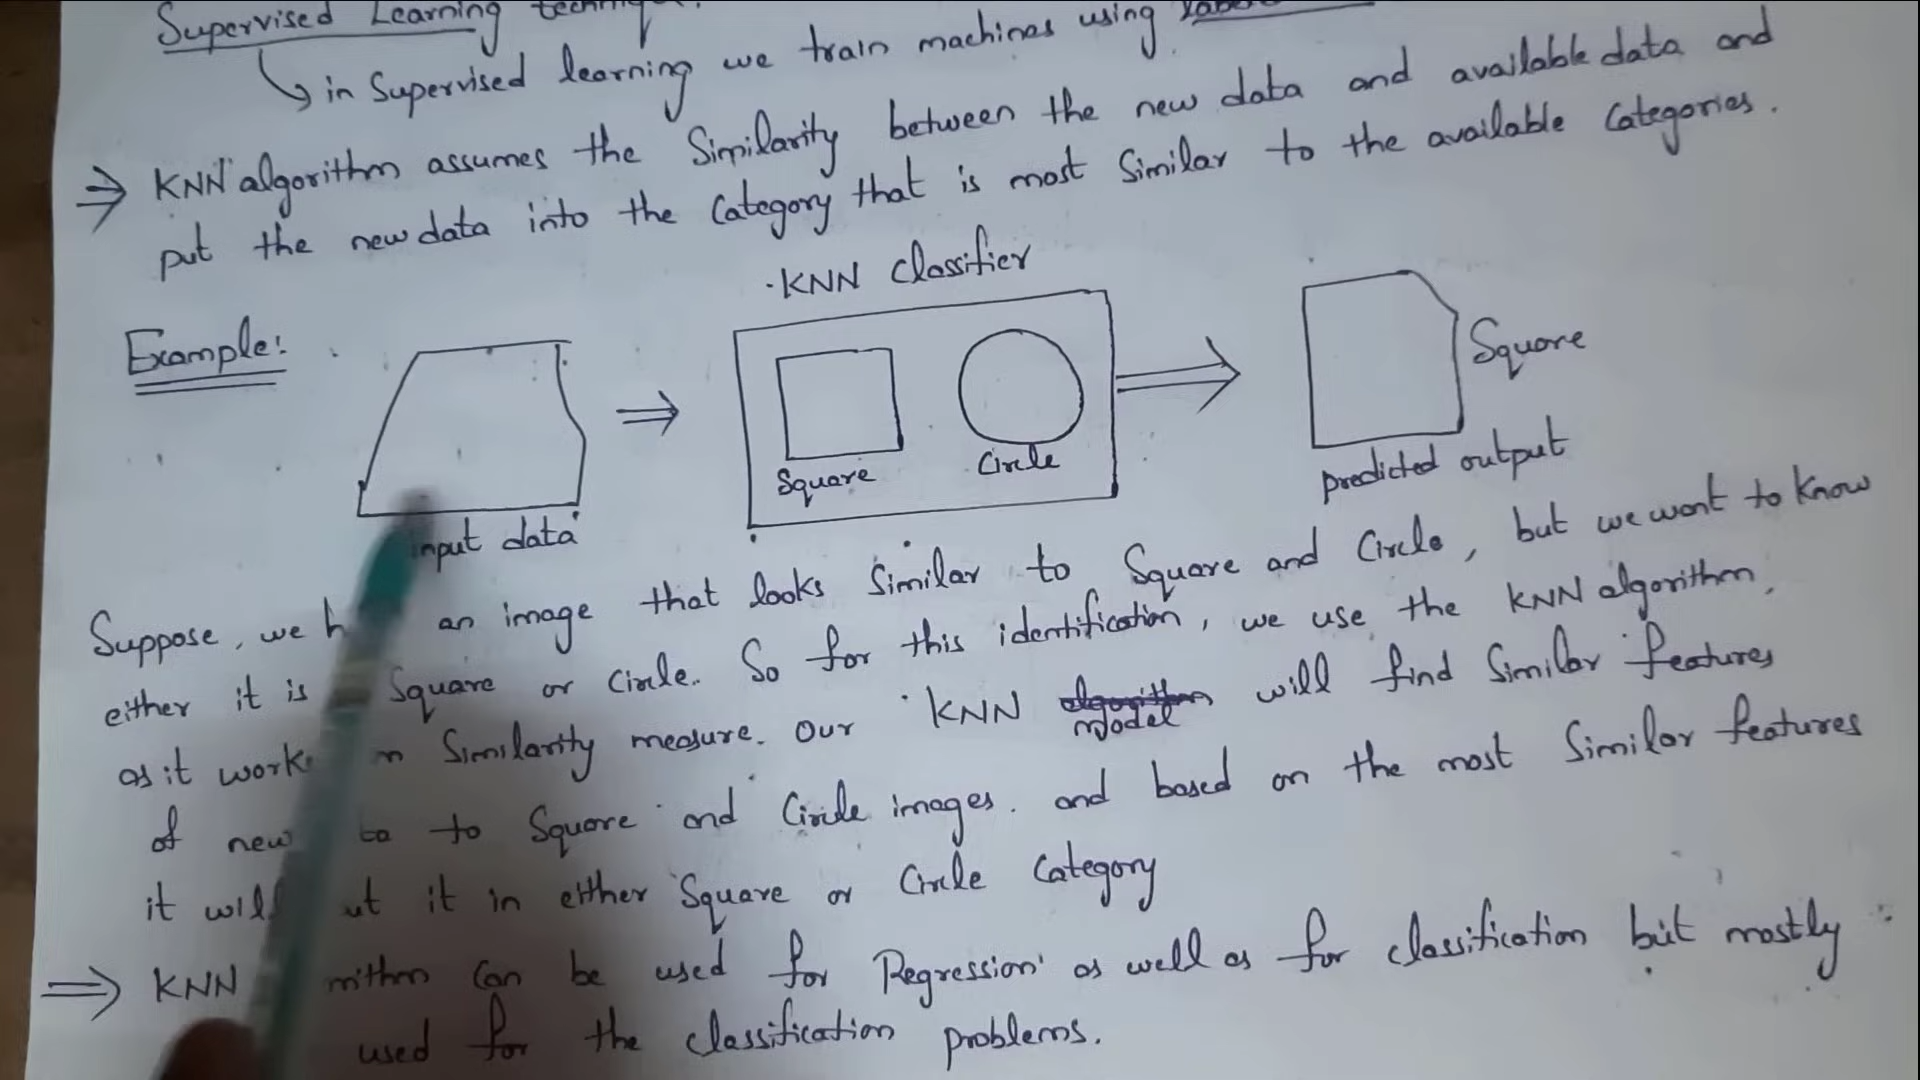 Supervised Learning
in Supervised learning we train machines using
⇒ KNN algorithm assumes the Similarity between the new data and available data and
put the new data into the Category that is most Similar to the available Categories.
KNN Classifier
Example:
Square
Square
Circle
input data
predicted output
Suppose, we an image that looks Similar to Square and Circle, but we want to know
either it is Square or Circle. So for this identification, we use the KNN algorithm,
as it Similarity measure. Our KNN model will find Similar features
of new to Square and Circle images. and based on the most Similar features
it will it in either Square or Circle Category
⇒ KNN can be used for Regression as well as for classification but mostly
used for the classification problems.